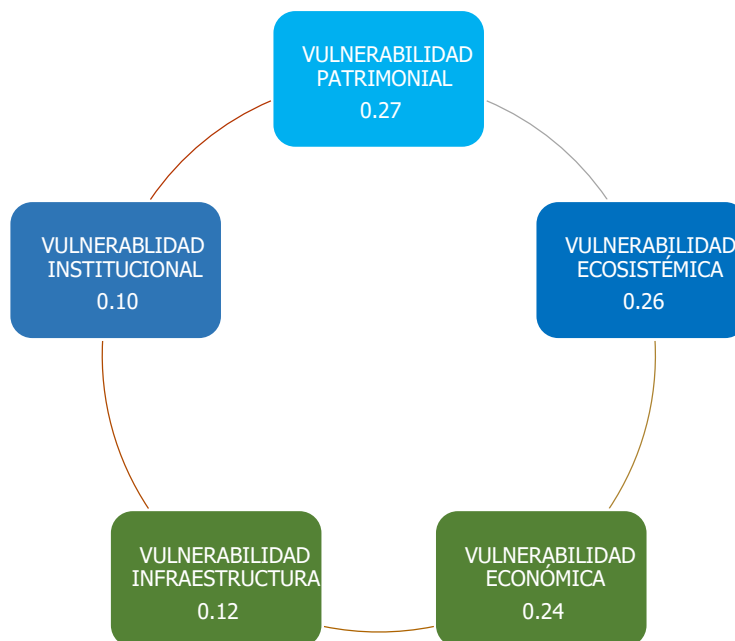 VULNERABILIDAD
PATRIMONIAL
0.27
VULNERABLIDAD
INSTITUCIONAL
0.10
VULNERABILIDAD
ECOSISTÉMICA
0.26
VULNERABILIDAD
INFRAESTRUCTURA
0.12
VULNERABILIDAD
ECONÓMICA
0.24